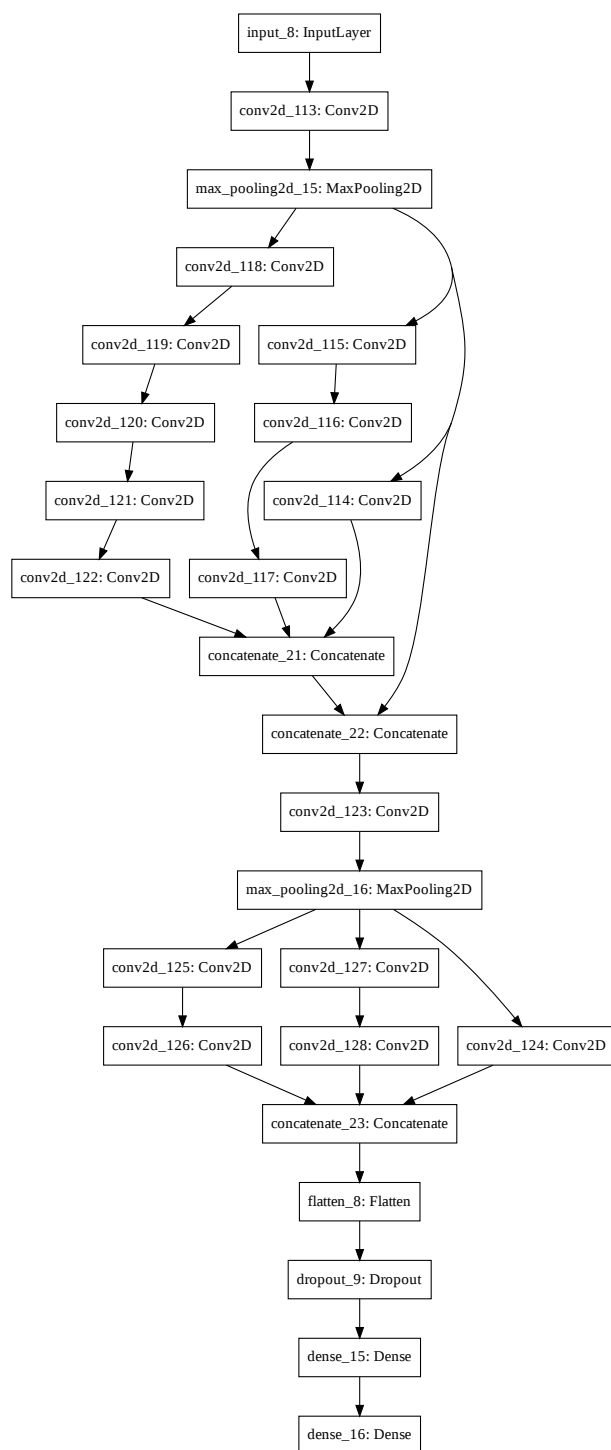 input_8: InputLayer
conv2d_113: Conv2D
max_pooling2d_15: MaxPooling2D
conv2d_118: Conv2D
conv2d_119: Conv2D
conv2d_115: Conv2D
conv2d_120: Conv2D
conv2d_116: Conv2D
conv2d_121: Conv2D
conv2d_114: Conv2D
conv2d_122: Conv2D
conv2d_117: Conv2D
concatenate_21: Concatenate
concatenate_22: Concatenate
conv2d_123: Conv2D
max_pooling2d_16: MaxPooling2D
conv2d_125: Conv2D
conv2d_127: Conv2D
conv2d_126: Conv2D
conv2d_128: Conv2D
conv2d_124: Conv2D
concatenate_23: Concatenate
flatten_8: Flatten
dropout_9: Dropout
dense_15: Dense
dense_16: Dense